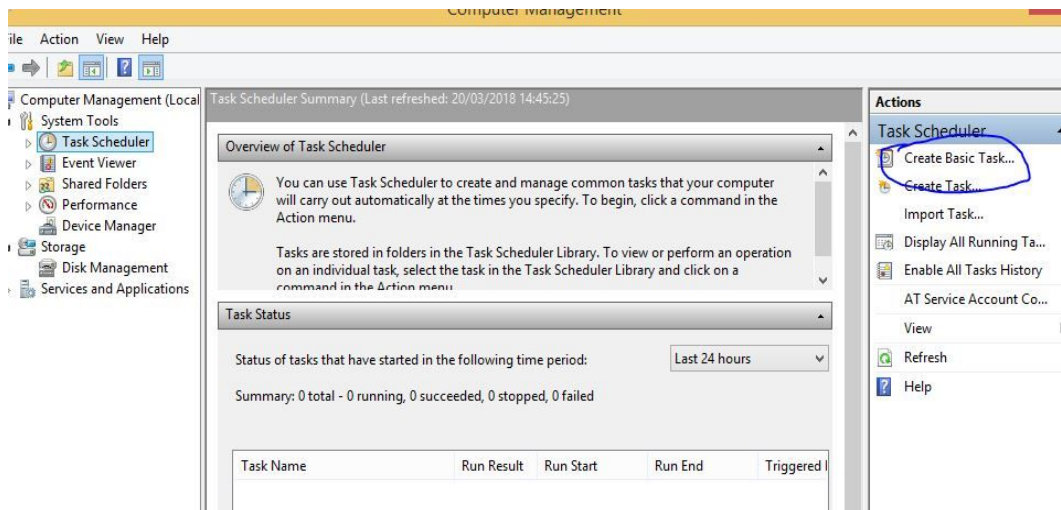 Computer Management
File Action View Help
Computer Management (Local
System Tools
Task Scheduler
Event Viewer
Shared Folders
Performance
Device Manager
Storage
Disk Management
Services and Applications
Task Scheduler Summary (Last refreshed: 20/03/2018 14:45:25)
Overview of Task Scheduler
You can use Task Scheduler to create and manage common tasks that your computer
will carry out automatically at the times you specify. To begin, click a command in the
Action menu.
Tasks are stored in folders in the Task Scheduler Library. To view or perform an operation
on an individual task, select the task in the Task Scheduler Library and click on a
command in the Action menu
Task Status
Status of tasks that have started in the following time period:
Last 24 hours
Summary: 0 total - 0 running, 0 succeeded, 0 stopped, 0 failed
Task Name Run Result Run Start Run End Triggered
Actions
Task Scheduler
Create Basic Task...
Create Task...
Import Task...
Display All Running Ta...
Enable All Tasks History
AT Service Account Co...
View
Refresh
Help